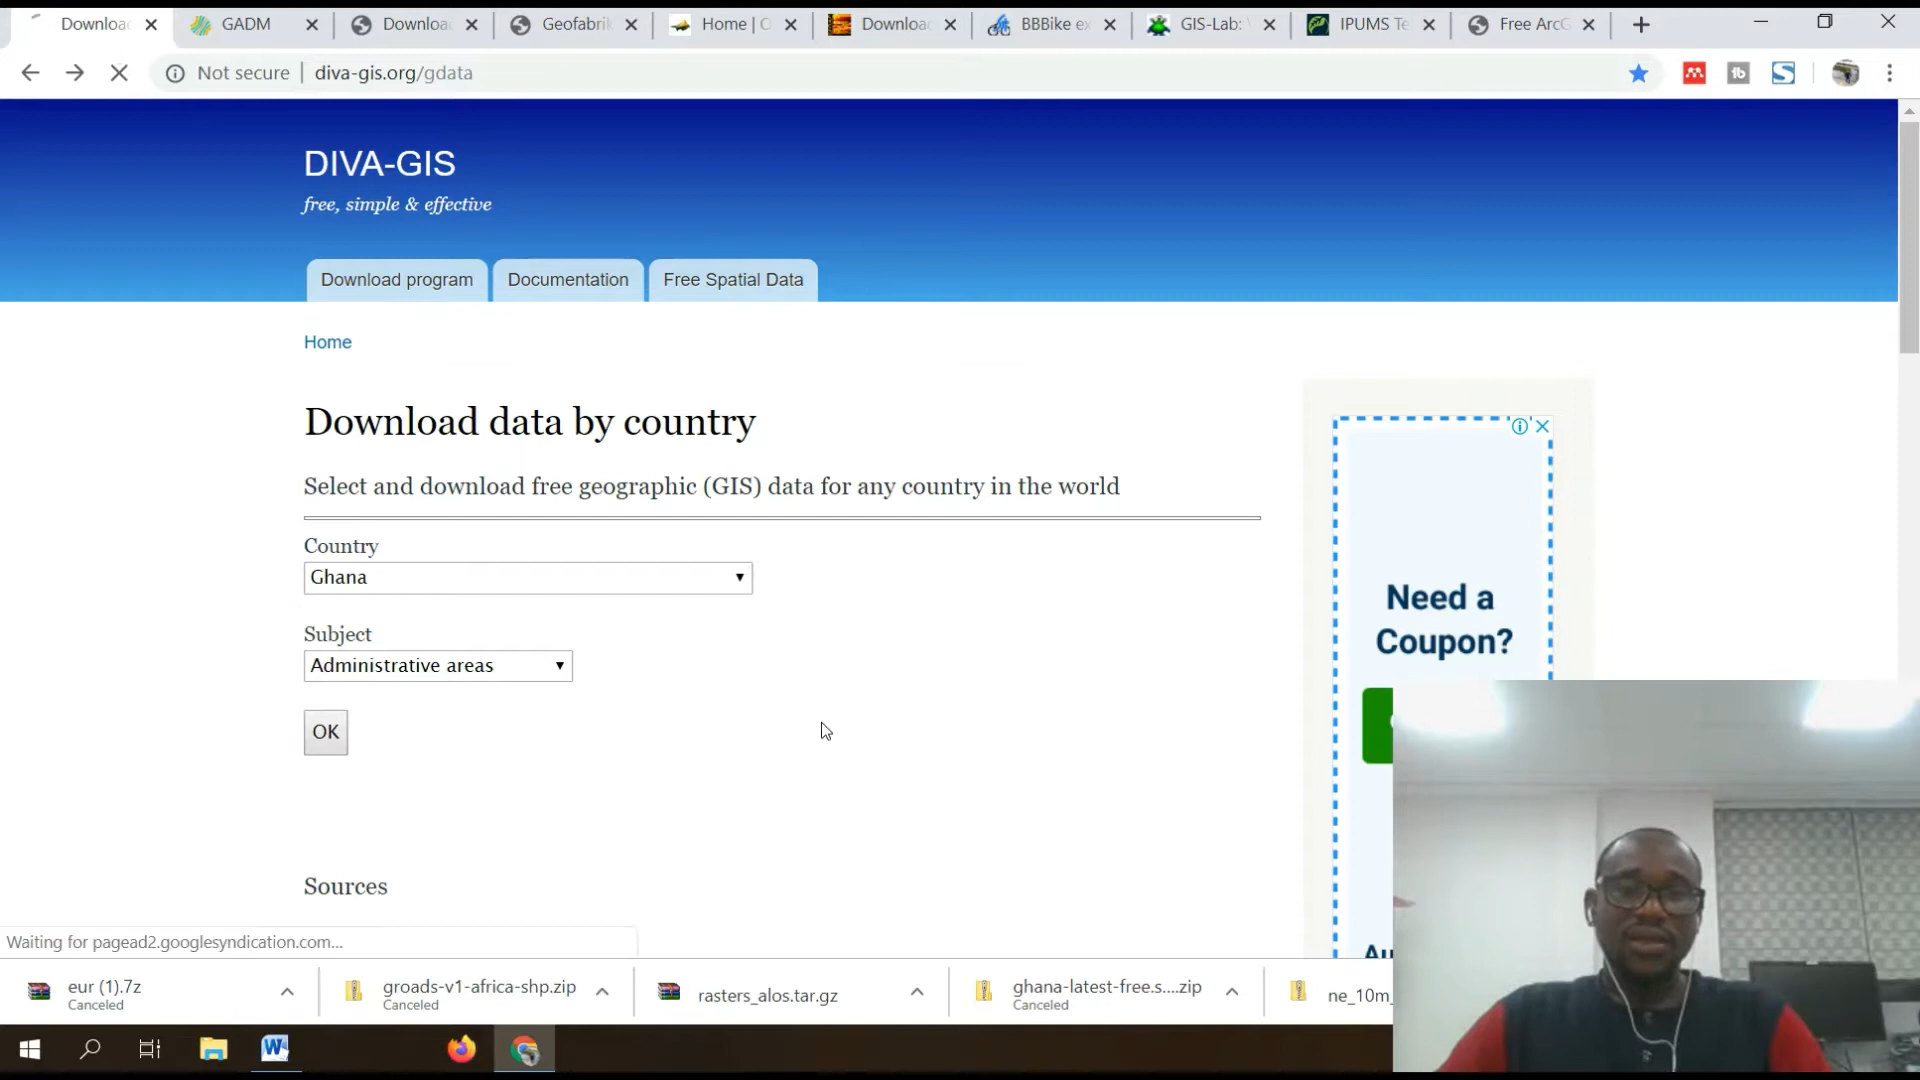 Downloa
GADM
Downloa
Geofabrik
Home | O
Downloa
BBBike ex
GIS-Lab:
IPUMS Te
Free ArcG
Not secure | diva-gis.org/gdata
DIVA-GIS
free, simple & effective
Download program
Documentation
Free Spatial Data
Home
Download data by country
Select and download free geographic (GIS) data for any country in the world
Country
Ghana
Subject
Administrative areas
OK
Need a
Coupon?
Sources
Waiting for pagead2.googlesyndication.com...
eur (1).7z
Canceled
groads-v1-africa-shp.zip
Canceled
rasters_alos.tar.gz
ghana-latest-free.s....zip
Canceled
ne_10m_